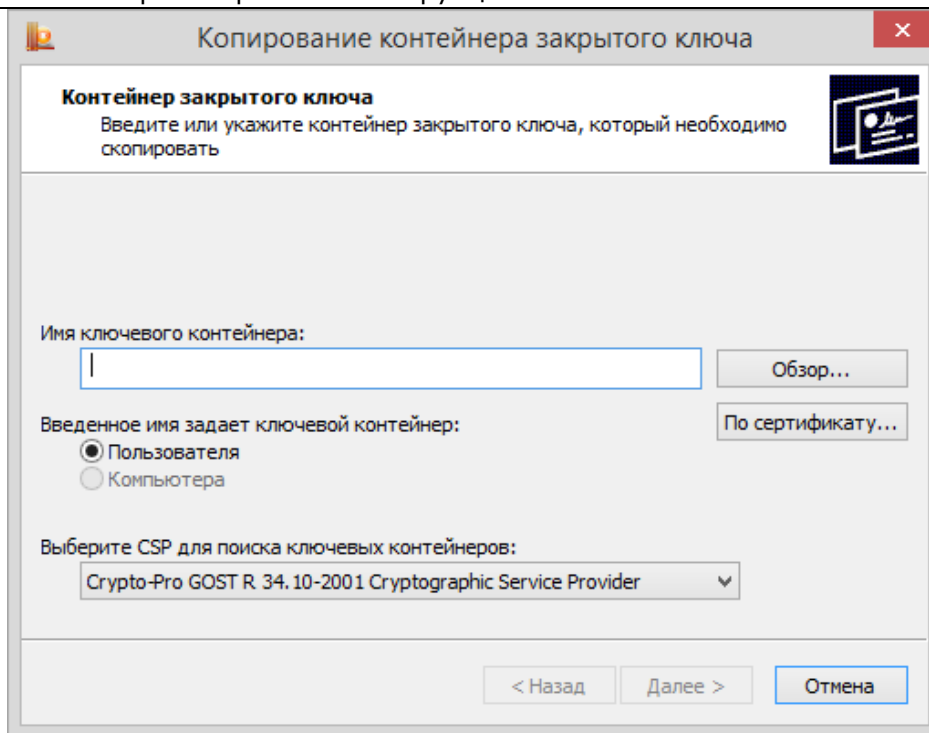 Копирование контейнера закрытого ключа
Контейнер закрытого ключа
Введите или укажите контейнер закрытого ключа, который необходимо
скопировать
Имя ключевого контейнера:
Обзор...
Введенное имя задает ключевой контейнер:
По сертификату...
Пользователя
Компьютера
Выберите CSP для поиска ключевых контейнеров:
Crypto-Pro GOST R 34.10-2001 Cryptographic Service Provider
< Назад
Далее >
Отмена